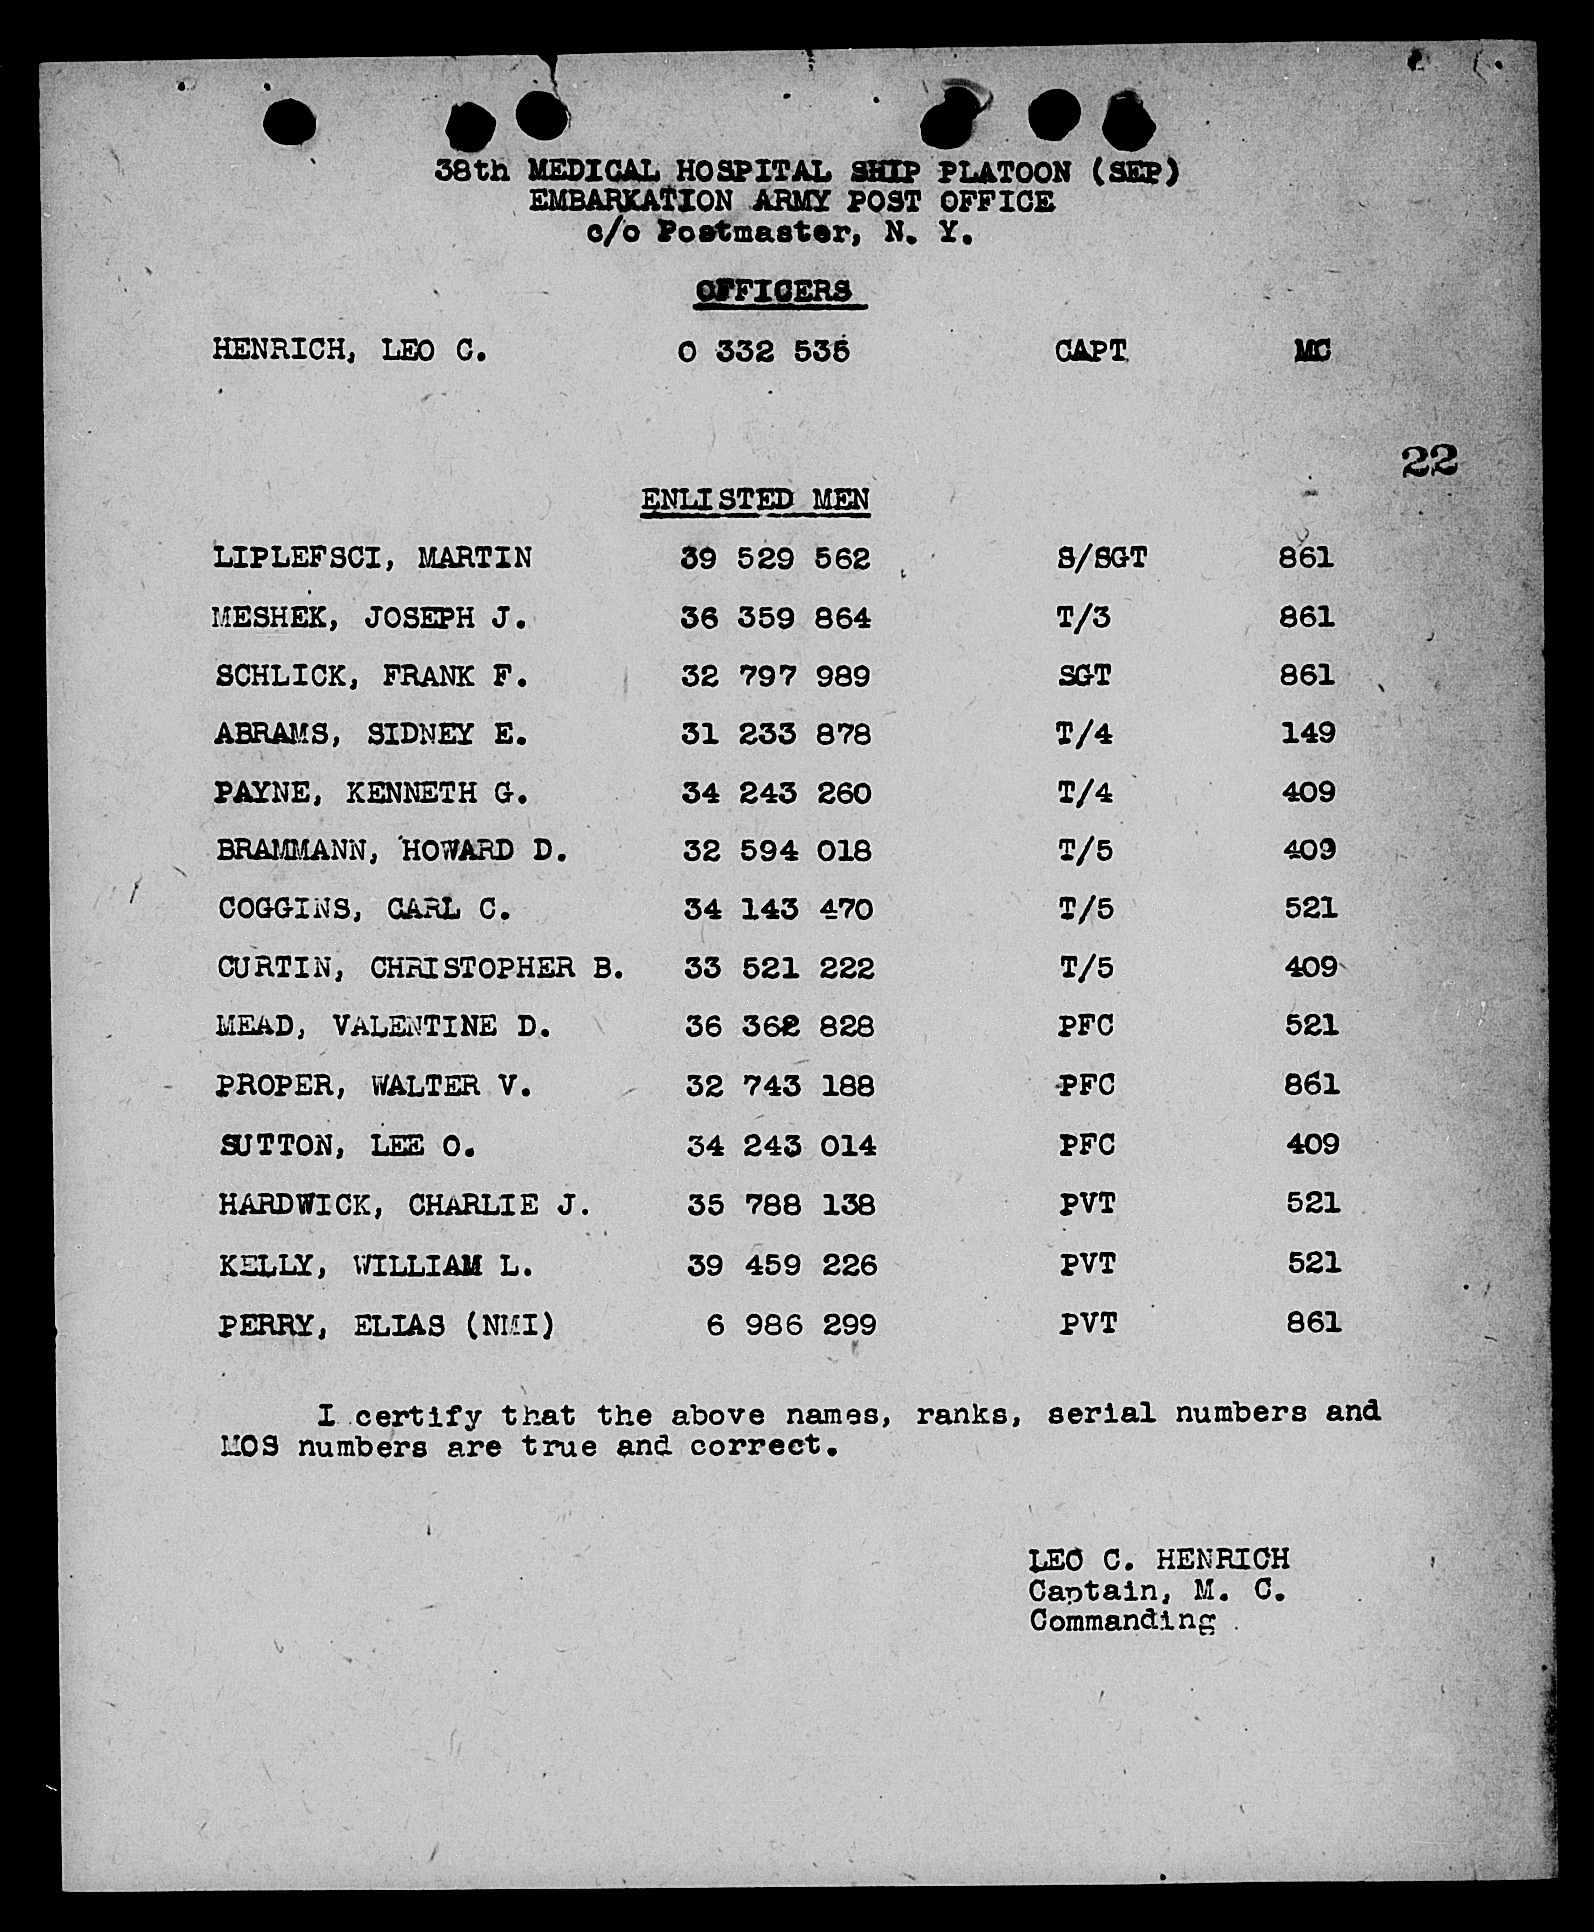 38th MEDICAL HOSPITAL SHIP PLATOON (SEP)
EMBARKATION ARMY POST OFFICE
c/o Postmaster, N. Y.
OFFICERS
HENRICH, LEO C. O 332 535 CAPT. MC
22
ENLISTED MEN
LIPLEFSCI, MARTIN 39 529 562 S/SGT 861
MESHEK, JOSEPH J. 36 359 864 T/3 861
SCHLICK, FRANK F. 32 797 989 SGT 861
ABRAMS, SIDNEY E. 31 233 878 T/4 149
PAYNE, KENNETH G. 34 243 260 T/4 409
BRAMMANN, HOWARD D. 32 594 018 T/5 409
COGGINS, CARL C. 34 143 470 T/5 521
CURTIN, CHRISTOPHER B. 33 521 222 T/5 409
MEAD, VALENTINE D. 36 362 828 PFC 521
PROPER, WALTER V. 32 743 188 PFC 861
SUTTON, LEE O. 34 243 014 PFC 409
HARDWICK, CHARLIE J. 35 788 138 PVT 521
KELLY, WILLIAM L. 39 459 226 PVT 521
PERRY, ELIAS (NMI) 6 986 299 PVT 861
I certify that the above names, ranks, serial numbers and
MOS numbers are true and correct.
LEO C. HENRICH
Captain, M. C.
Commanding